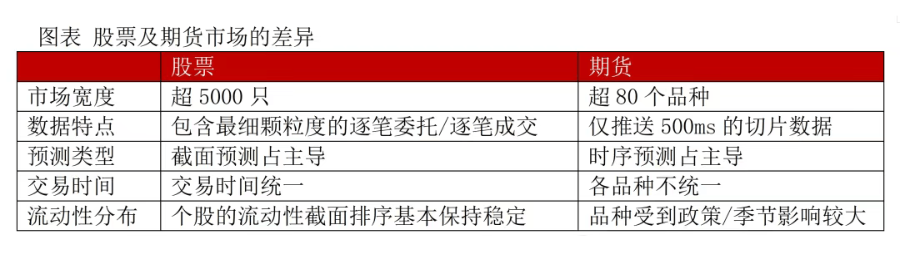 图表 股票及期货市场的差异
股票 期货
市场宽度 超 5000 只 超 80 个品种
数据特点 包含最细颗粒度的逐笔委托/逐笔成交 仅推送 500ms 的切片数据
预测类型 截面预测占主导 时序预测占主导
交易时间 交易时间统一 各品种不统一
流动性分布 个股的流动性截面排序基本保持稳定 品种受到政策/季节影响较大